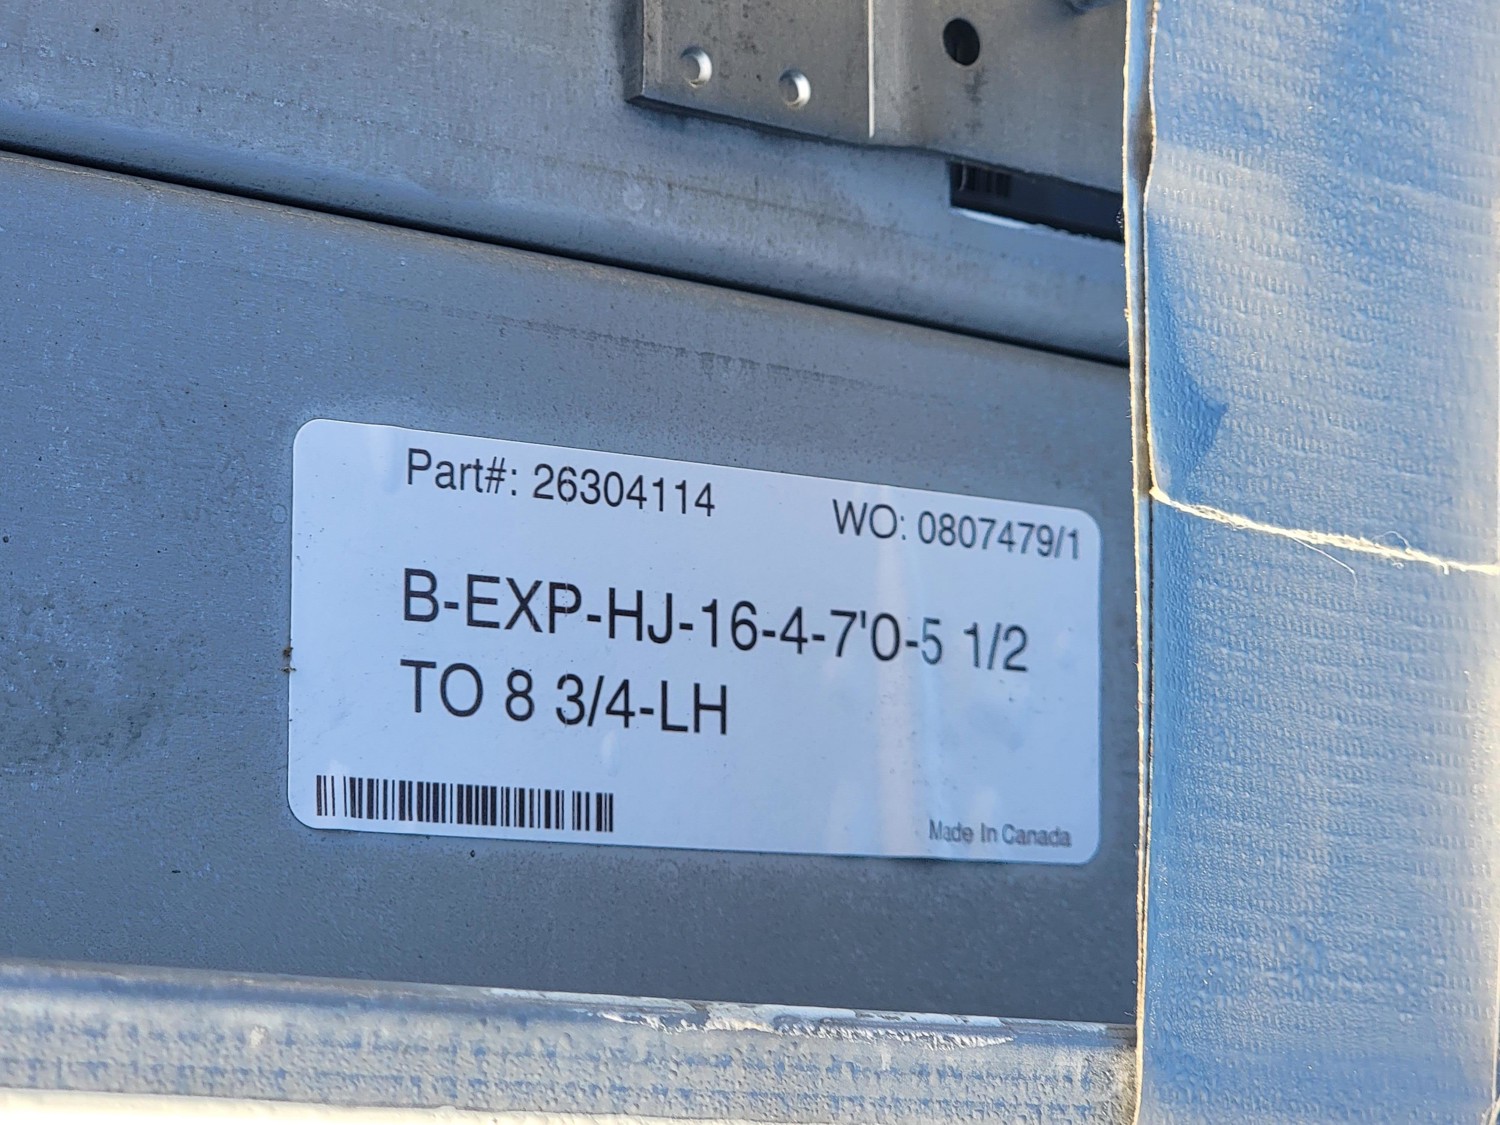 Part#: 26304114
WO: 0807479/1
B-EXP-HJ-16-4-7'0-5 1/2
TO 8 3/4-LH
Made In Canada